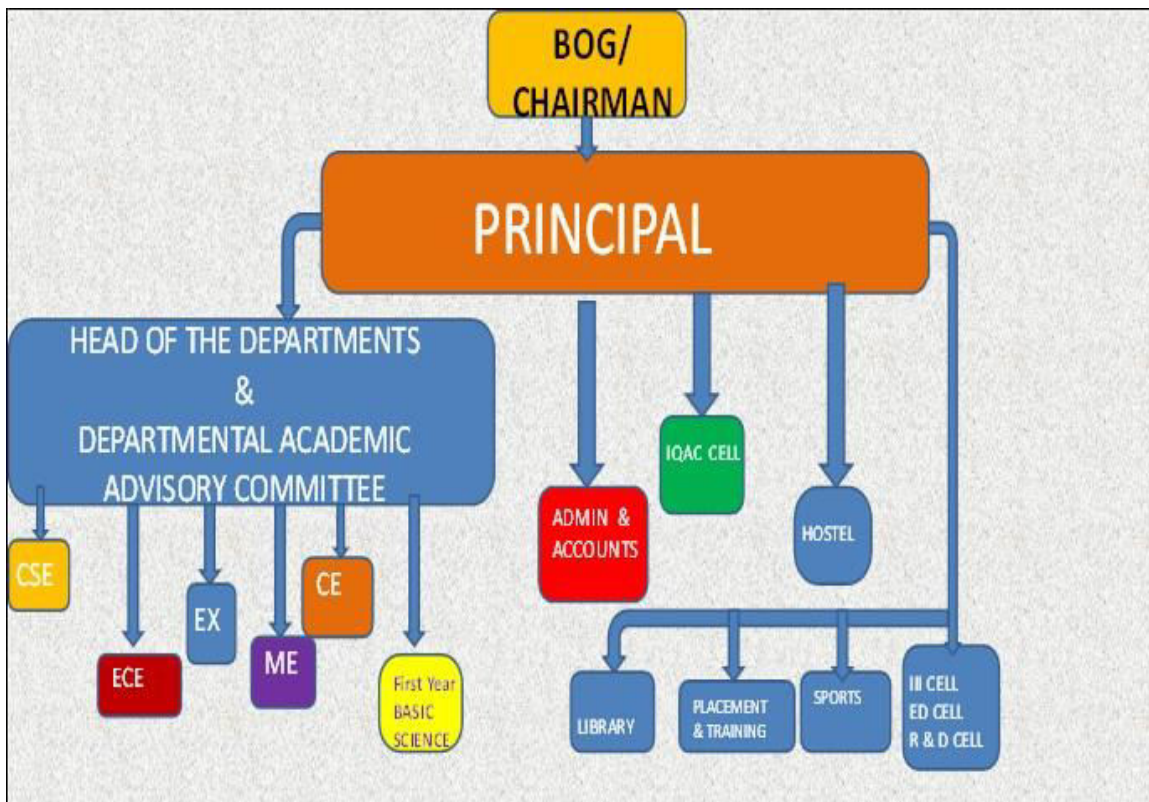 BOG/
CHAIRMAN
PRINCIPAL
HEAD OF THE DEPARTMENTS
&
DEPARTMENTAL ACADEMIC
ADVISORY COMMITTEE
IQAC CELL
ADMIN &
ACCOUNTS
HOSTEL
CSE
ECE
EX
ME
CE
First Year
BASIC
SCIENCE
LIBRARY
PLACEMENT
& TRAINING
SPORTS
III CELL
ED CELL
R & D CELL